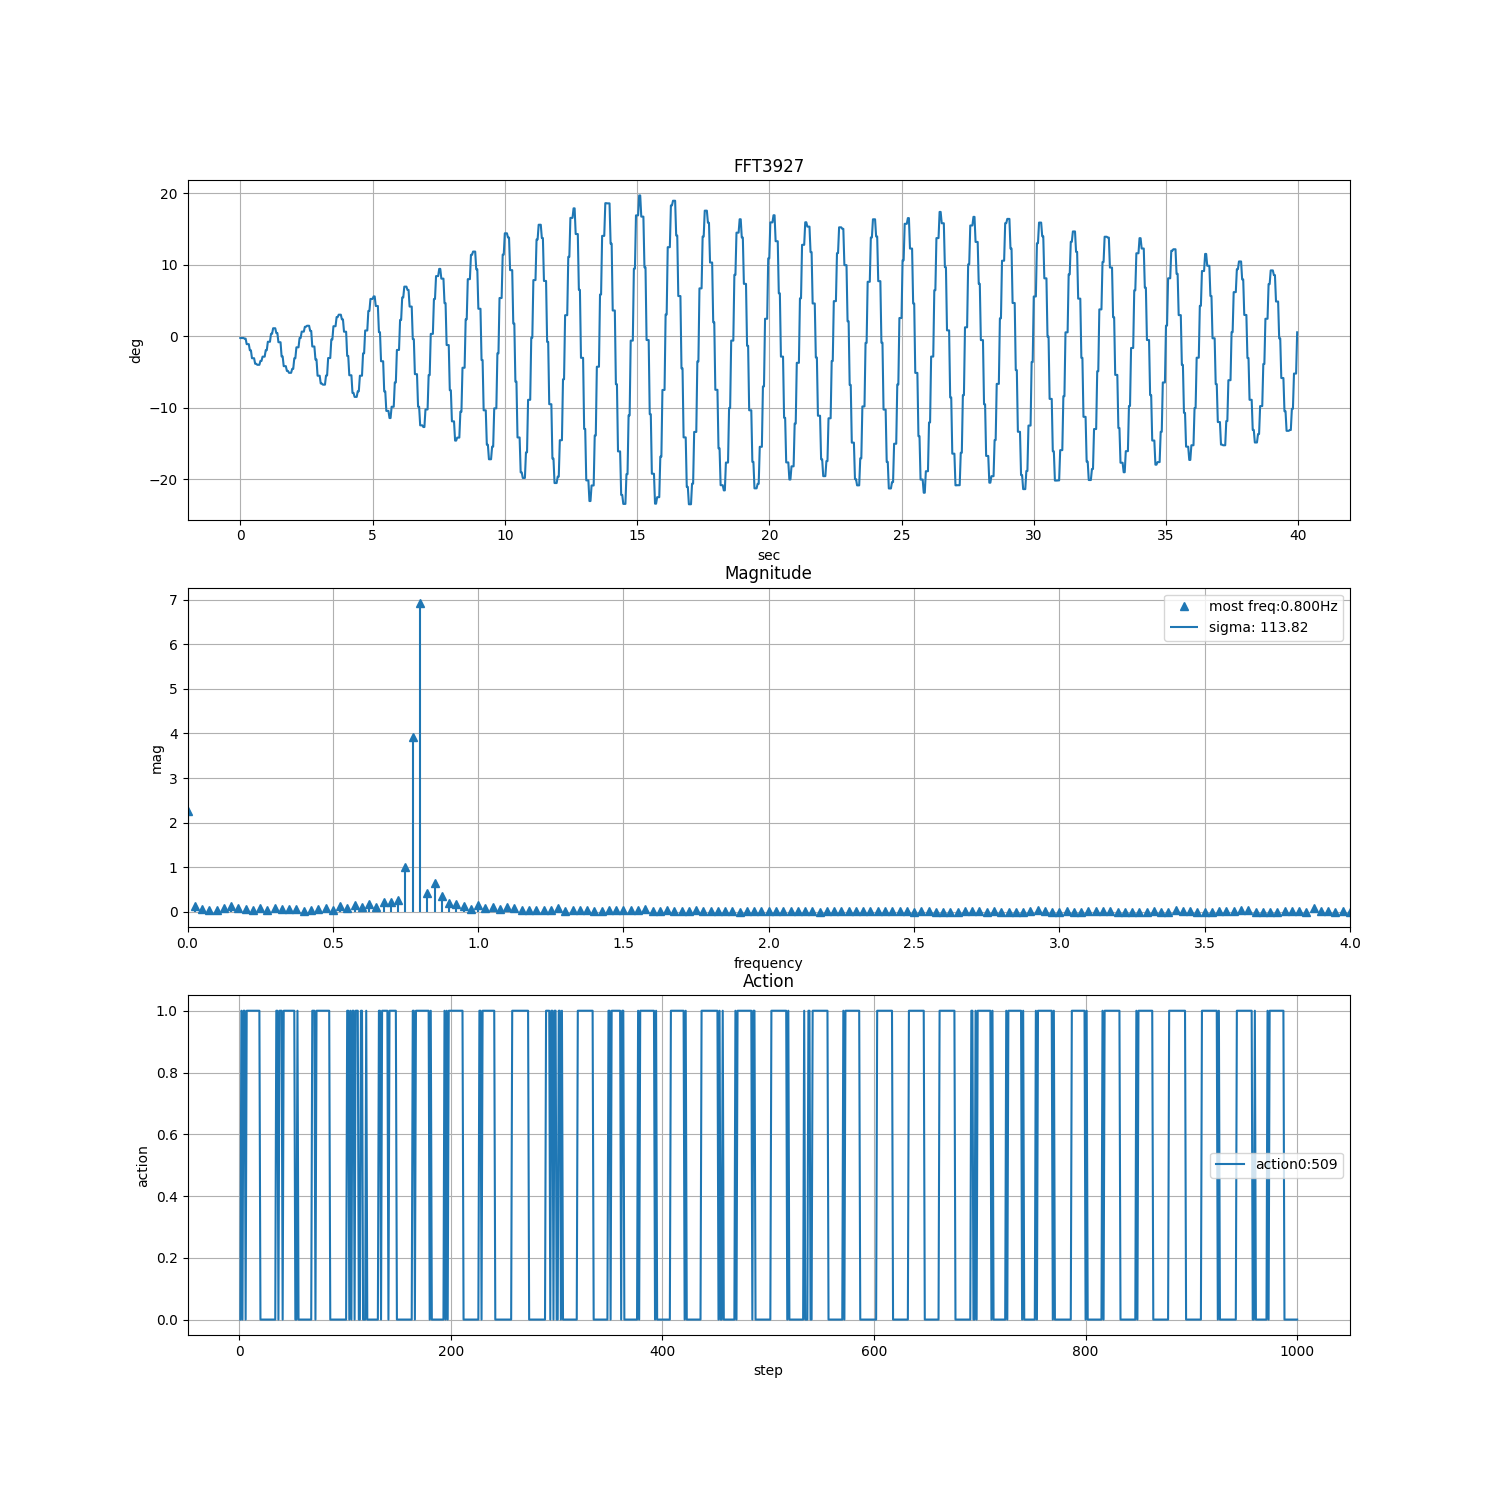 FFT3927
20
10
0
−10
−20
deg
0 5 10 15 20 25 30 35 40
sec
Magnitude
7
6
5
4
3
2
1
0
mag
most freq:0.800Hz
sigma: 113.82
0.0 0.5 1.0 1.5 2.0 2.5 3.0 3.5 4.0
frequency
Action
1.0
0.8
0.6
0.4
0.2
0.0
action
action0:509
0 200 400 600 800 1000
step